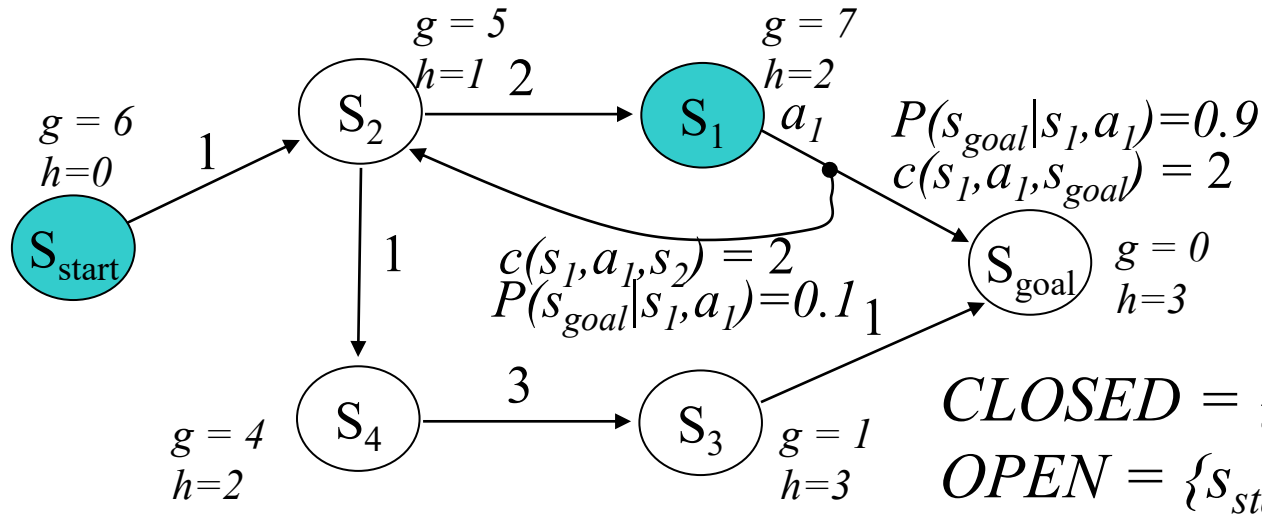 g = 5
h=1
g = 7
h=2
g = 6
h=0
1
S2
2
S1
a1
P(sgoal|s1,a1)=0.9
c(s1,a1,sgoal) = 2
Sstart
1
c(s1,a1,s2) = 2
P(sgoal|s1,a1)=0.1
1
Sgoal
g = 0
h=3
g = 4
h=2
S4
3
S3
g = 1
h=3
CLOSED =
OPEN = {s